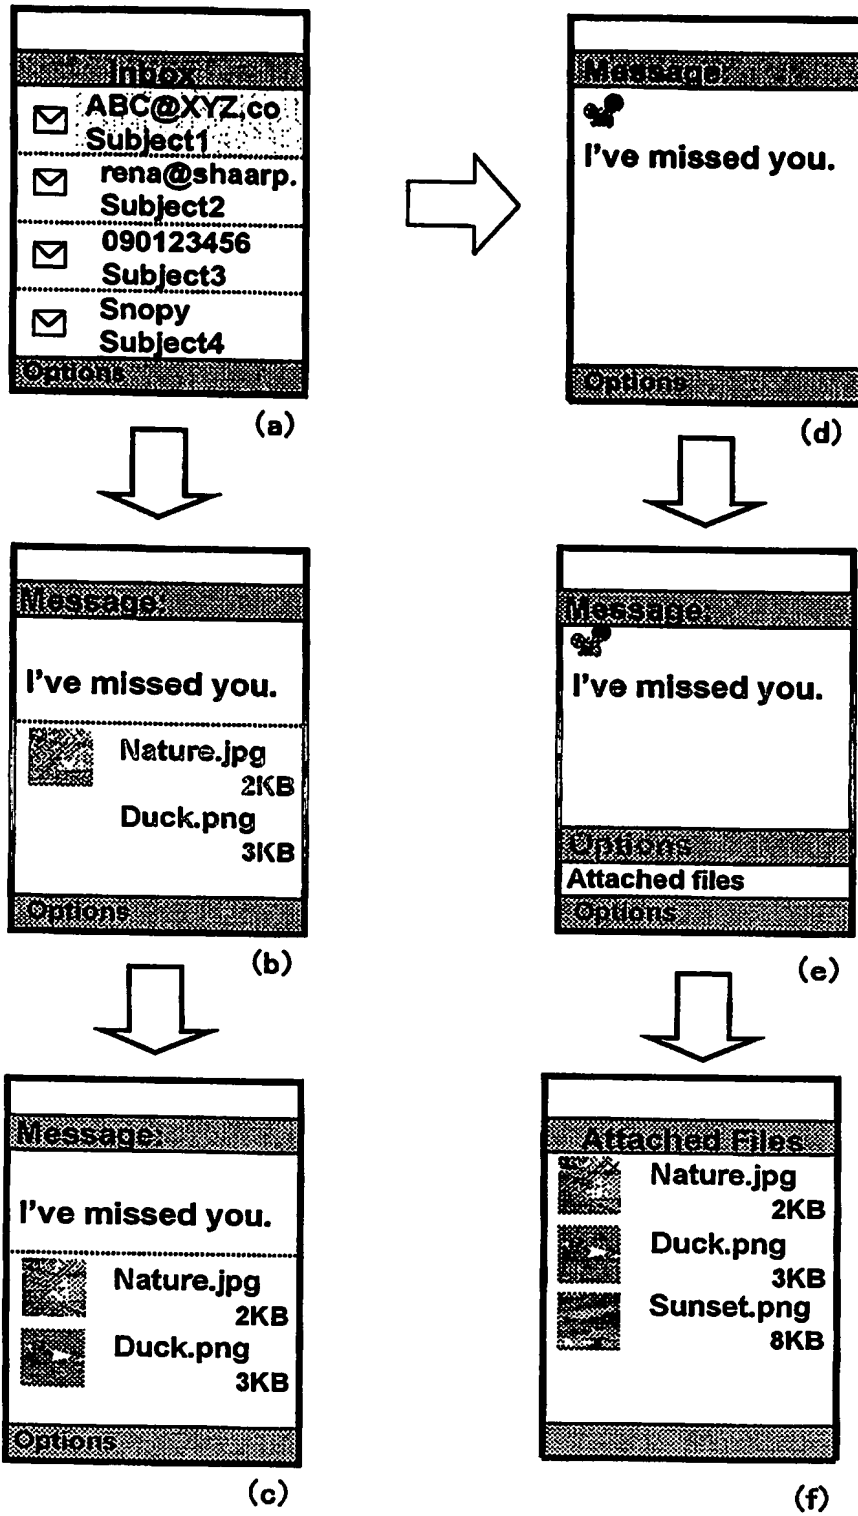 Inbox
ABC@XYZ,co
Subject1
rena@shaarp.
Subject2
090123456
Subject3
Snopy
Subject4
Options
(a)
Message:
I've missed you.
Nature.jpg
2KB
Duck.png
3KB
Options
(b)
Message:
I've missed you.
Nature.jpg
2KB
Duck.png
3KB
Options
(c)
Message:
I've missed you.
Options
(d)
Message:
I've missed you.
Options
Attached files
Options
(e)
Attached Files
Nature.jpg
2KB
Duck.png
3KB
Sunset.png
8KB
(f)